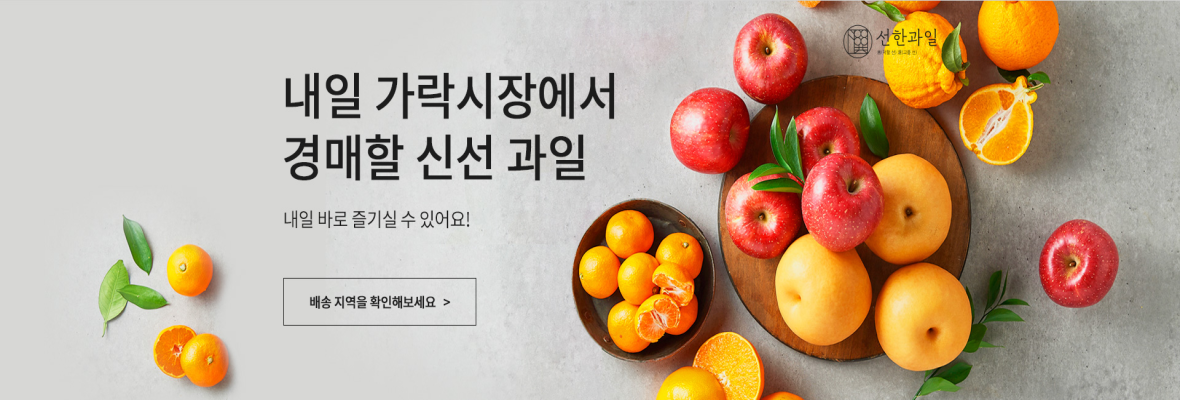 내일 가락시장에서
경매할 신선 과일
내일 바로 즐기실 수 있어요!
배송 지역을 확인해보세요 >
선한과일